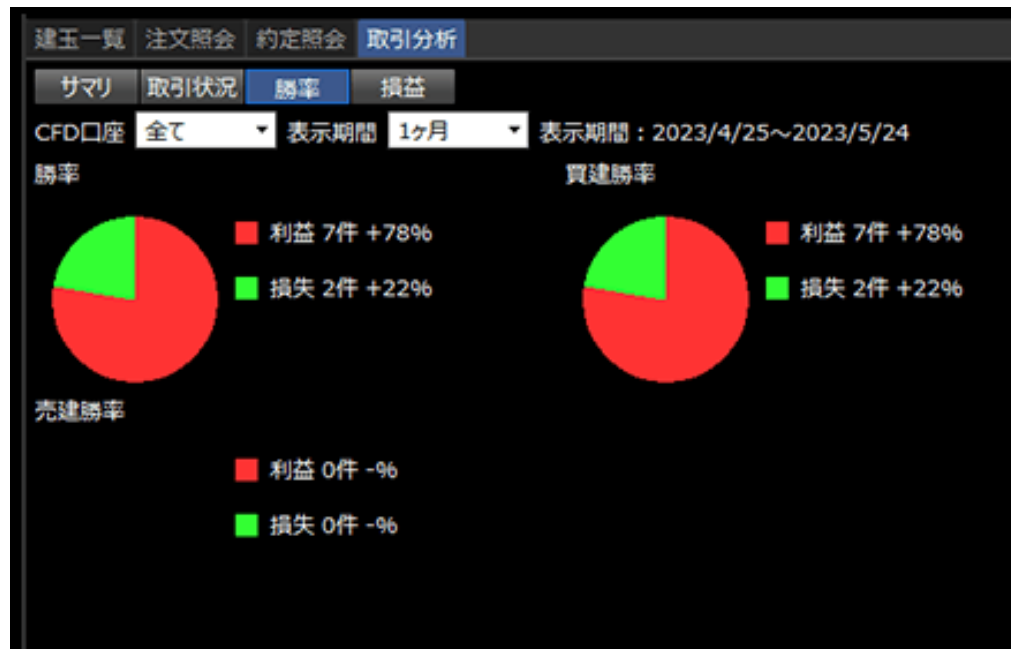 建玉一覧 注文照会 約定照会 取引分析
サマリ 取引状況 勝率 損益
CFD口座 全て 表示期間 1ヶ月 表示期間：2023/4/25～2023/5/24
勝率 買建勝率
利益 7件 +78% 利益 7件 +78%
損失 2件 +22% 損失 2件 +22%
売建勝率
利益 0件 -%
損失 0件 -%